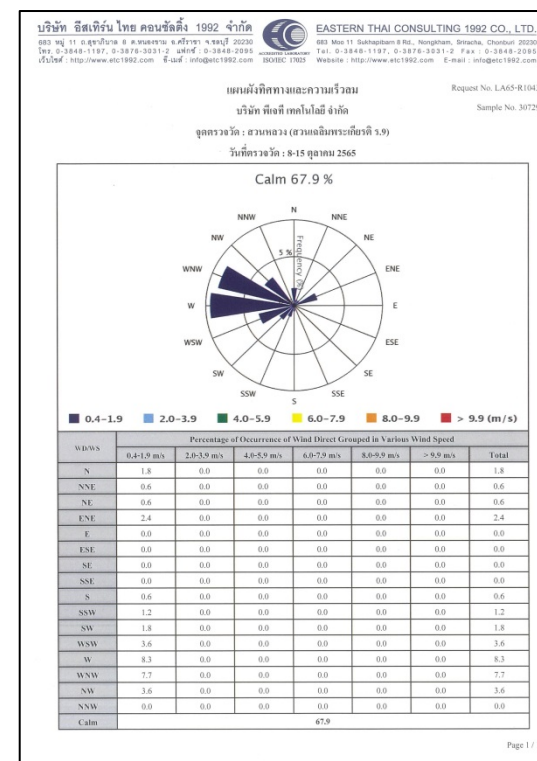 บริษัท อีสเทิร์น ไทย คอนซัลติ้ง 1992 จำกัด
683 หมู่ 11 ถ.สุขาภิบาล 8 ต.หนองขาม อ.ศรีราชา จ.ชลบุรี 20230
โทร. 0-3848-1197, 0-3878-3031-2 แฟกซ์ : 0-3848-2095
เว็บไซต์ : http://www.etc1992.com อี-เมล์ : info@etc1992.com
ACCREDITED LABORATORY
ISO/IEC 17025
EASTERN THAI CONSULTING 1992 CO., LTD.
683 Moo 11 Sukhapibarn 8 Rd., Nongkham, Sriracha, Chonburi 20230
Tel. 0-3848-1197, 0-3878-3031-2 Fax : 0-3848-2095
Website : http://www.etc1992.com E-mail : info@etc1992.com
แผนผังทิศทางและความเร็วลม
Request No. LA65-R104
บริษัท พีเจที เทคโนโลยี จำกัด
Sample No. 30729
จุดตรวจวัด : สวนหลวง (สวนเฉลิมพระเกียรติ ร.9)
วันที่ตรวจวัด : 8-15 ตุลาคม 2565
Calm 67.9 %
N
NNW NNE
NW NE
5 %
Frequency (%)
WNW ENE
W E
WSW ESE
SW SE
SSW SSE
S
0.4-1.9 2.0-3.9 4.0-5.9 6.0-7.9 8.0-9.9 > 9.9 (m/s)
WD/WS Percentage of Occurrence of Wind Direct Grouped in Various Wind Speed
0.4-1.9 m/s 2.0-3.9 m/s 4.0-5.9 m/s 6.0-7.9 m/s 8.0-9.9 m/s > 9.9 m/s Total
N 1.8 0.0 0.0 0.0 0.0 0.0 1.8
NNE 0.6 0.0 0.0 0.0 0.0 0.0 0.6
NE 0.6 0.0 0.0 0.0 0.0 0.0 0.6
ENE 2.4 0.0 0.0 0.0 0.0 0.0 2.4
E 0.0 0.0 0.0 0.0 0.0 0.0 0.0
ESE 0.0 0.0 0.0 0.0 0.0 0.0 0.0
SE 0.0 0.0 0.0 0.0 0.0 0.0 0.0
SSE 0.0 0.0 0.0 0.0 0.0 0.0 0.0
S 0.6 0.0 0.0 0.0 0.0 0.0 0.6
SSW 1.2 0.0 0.0 0.0 0.0 0.0 1.2
SW 1.8 0.0 0.0 0.0 0.0 0.0 1.8
WSW 3.6 0.0 0.0 0.0 0.0 0.0 3.6
W 8.3 0.0 0.0 0.0 0.0 0.0 8.3
WNW 7.7 0.0 0.0 0.0 0.0 0.0 7.7
NW 3.6 0.0 0.0 0.0 0.0 0.0 3.6
NNW 0.0 0.0 0.0 0.0 0.0 0.0 0.0
Calm 67.9
Page 1 /